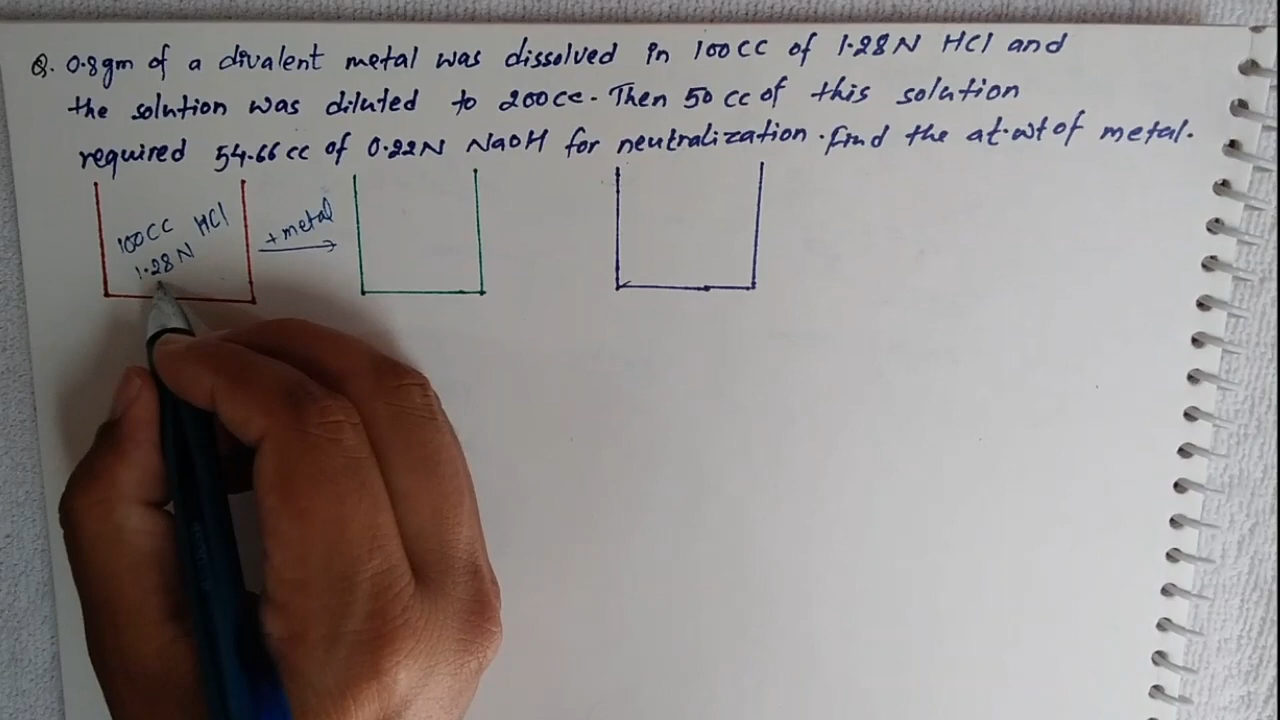 Q. 0.8gm of a divalent metal was dissolved in 100CC of 1.28N HCl and
the solution was diluted to 200cc. Then 50 cc of this solution
required 54.66 cc of 0.22N NaOH for neutralization. find the at.wt of metal.
100CC HCl
1.28 N
+ metal